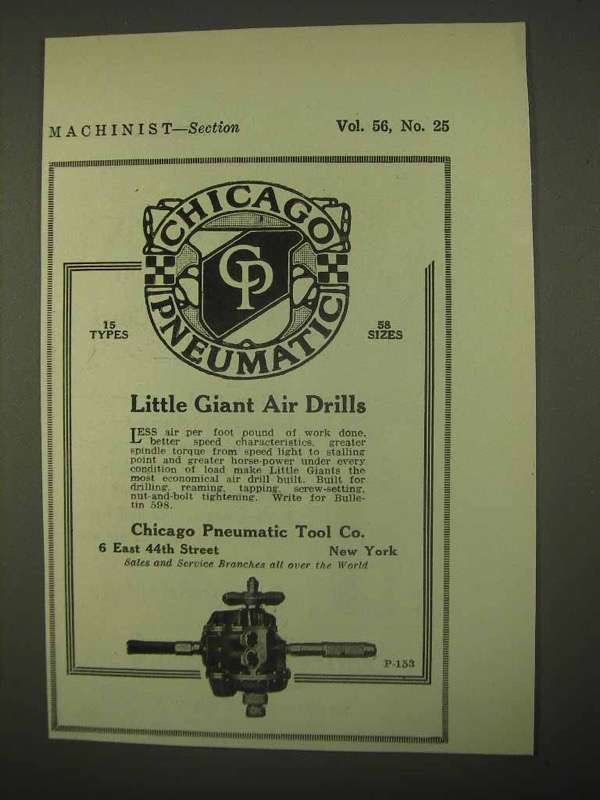 MACHINIST—Section Vol. 56, No. 25
CHICAGO
CP
PNEUMATIC
15
TYPES
58
SIZES
Little Giant Air Drills
LESS air per foot pound of work done,
better speed characteristics, greater
spindle torque from speed light to stalling
point and greater horse-power under every
condition of load make Little Giants the
most economical air drill built. Built for
drilling, reaming, tapping, screw-setting,
nut-and-bolt tightening. Write for Bulle-
tin 598.
Chicago Pneumatic Tool Co.
6 East 44th Street New York
Sales and Service Branches all over the World
P-153